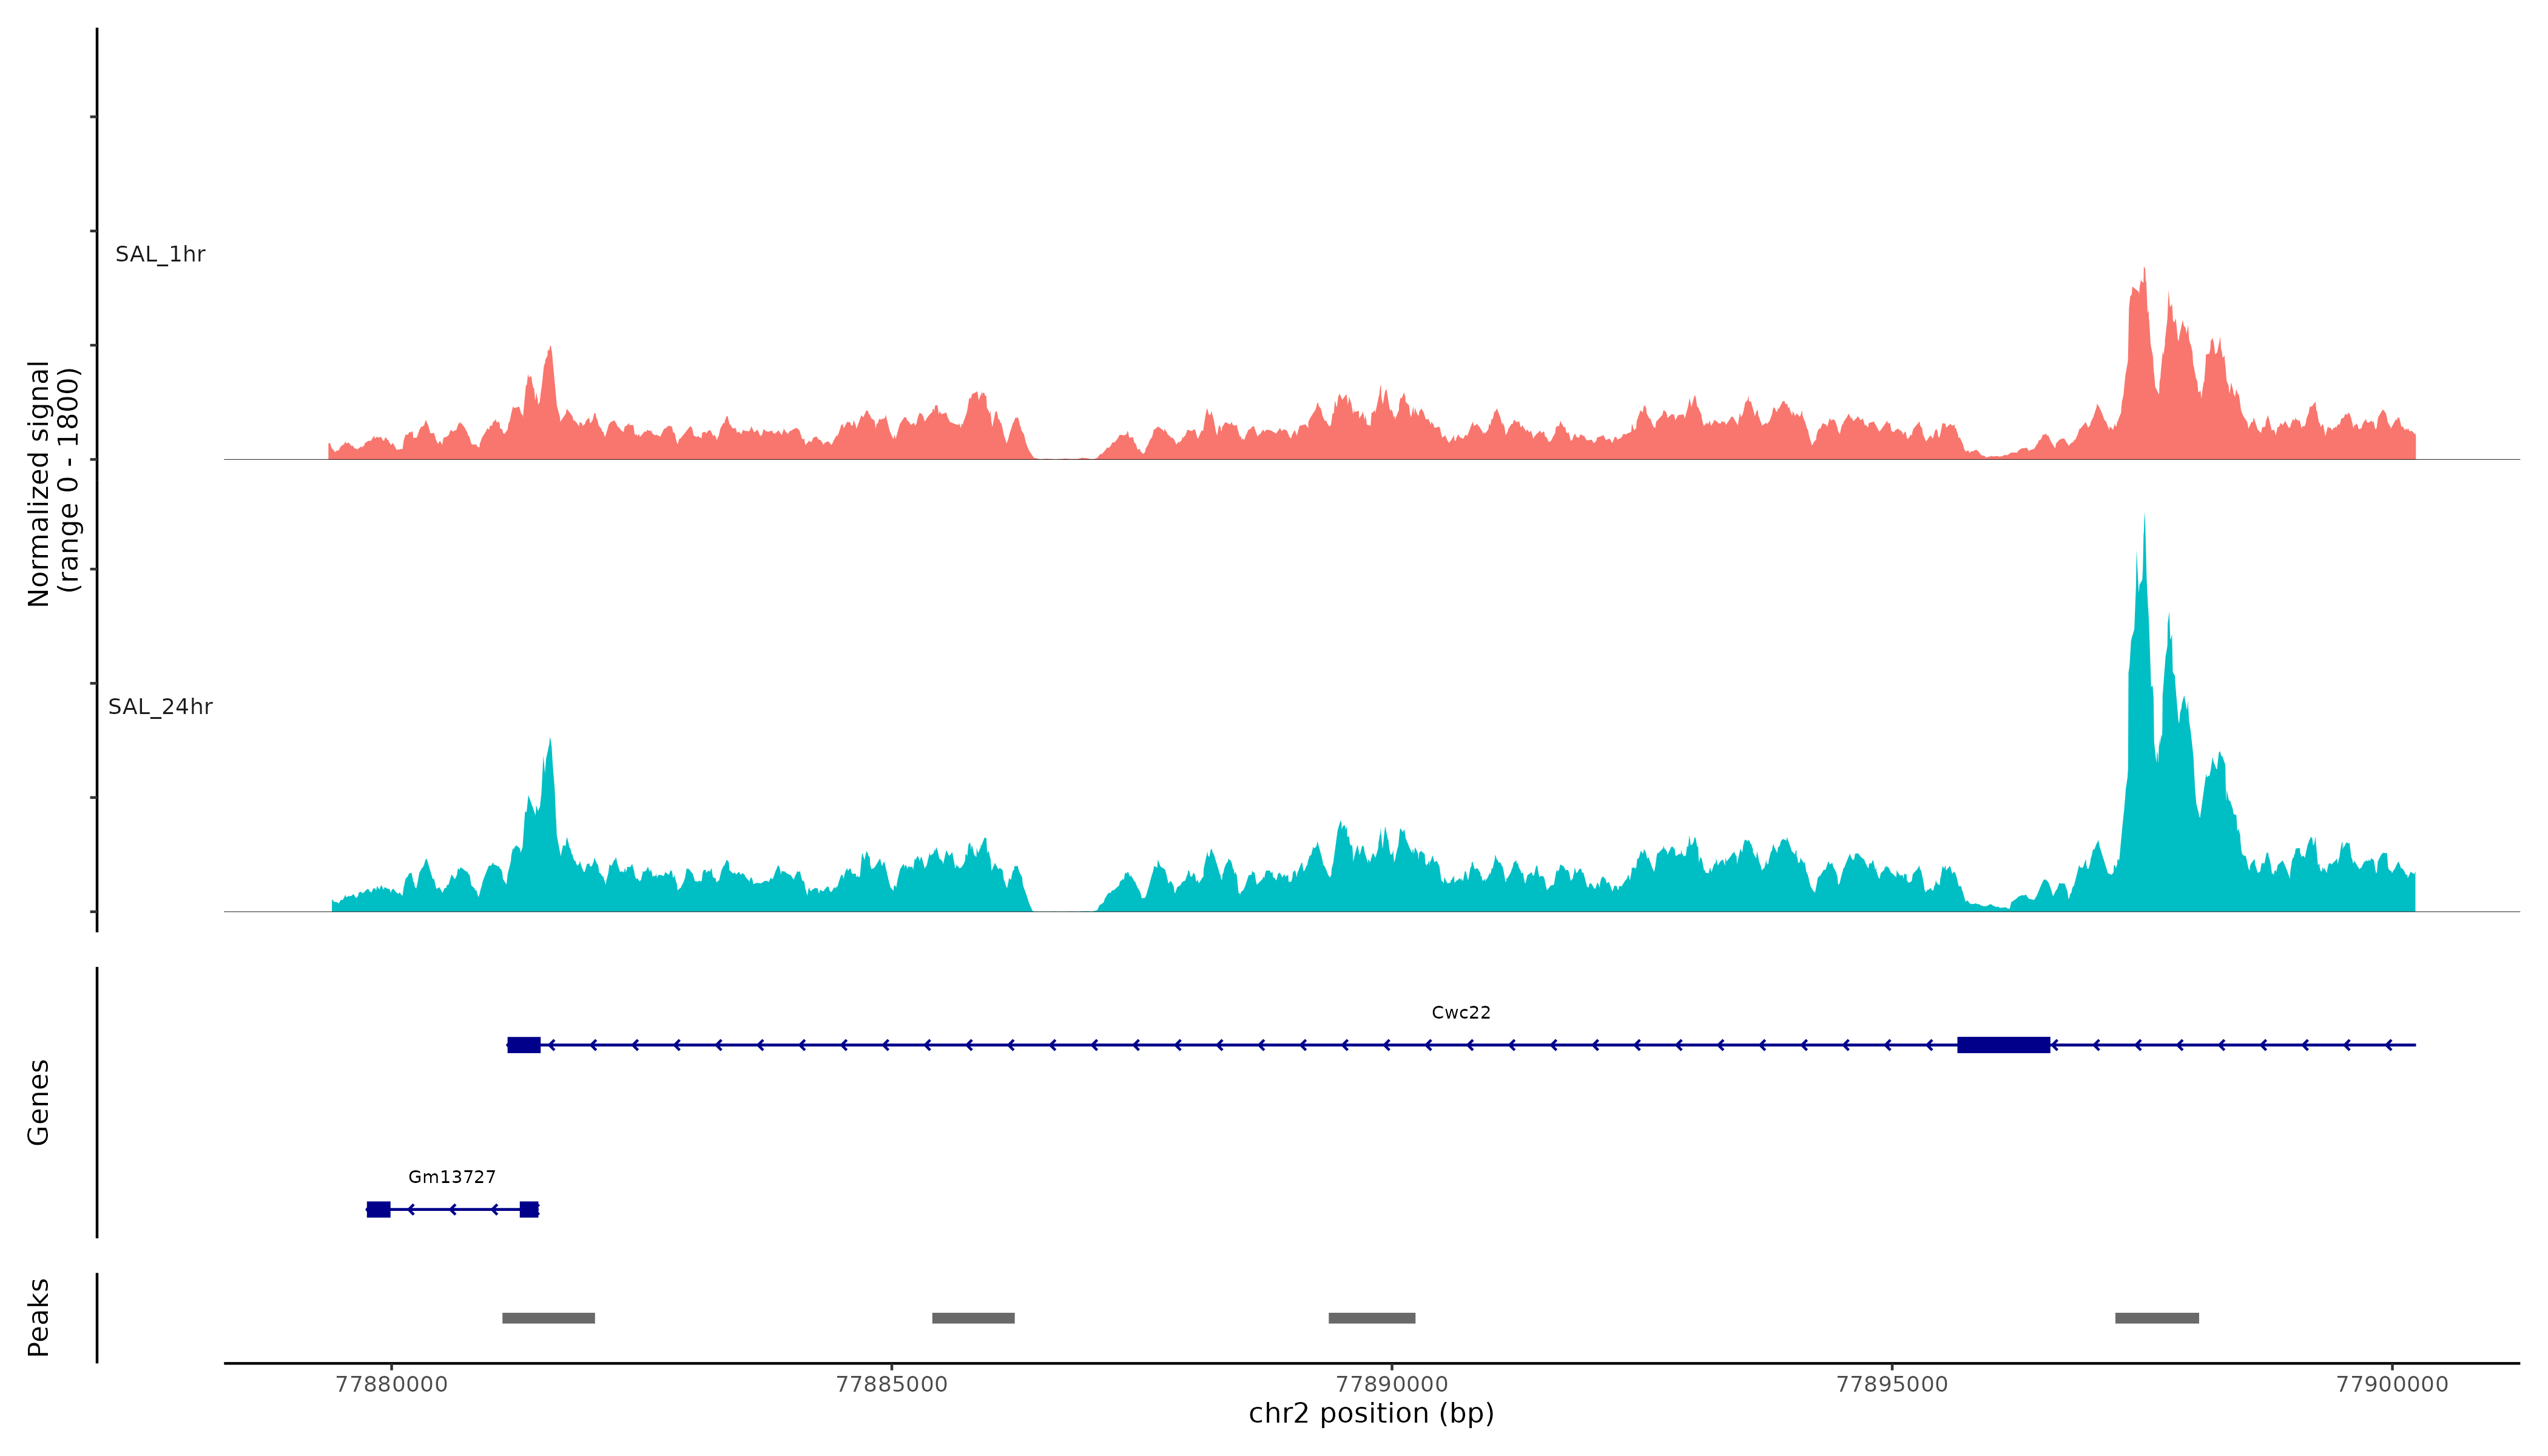 Normalized signal
(range 0 - 1800)
SAL_1hr
SAL_24hr
Genes
Cwc22
Gm13727
Peaks
77880000 77885000 77890000 77895000 77900000
chr2 position (bp)